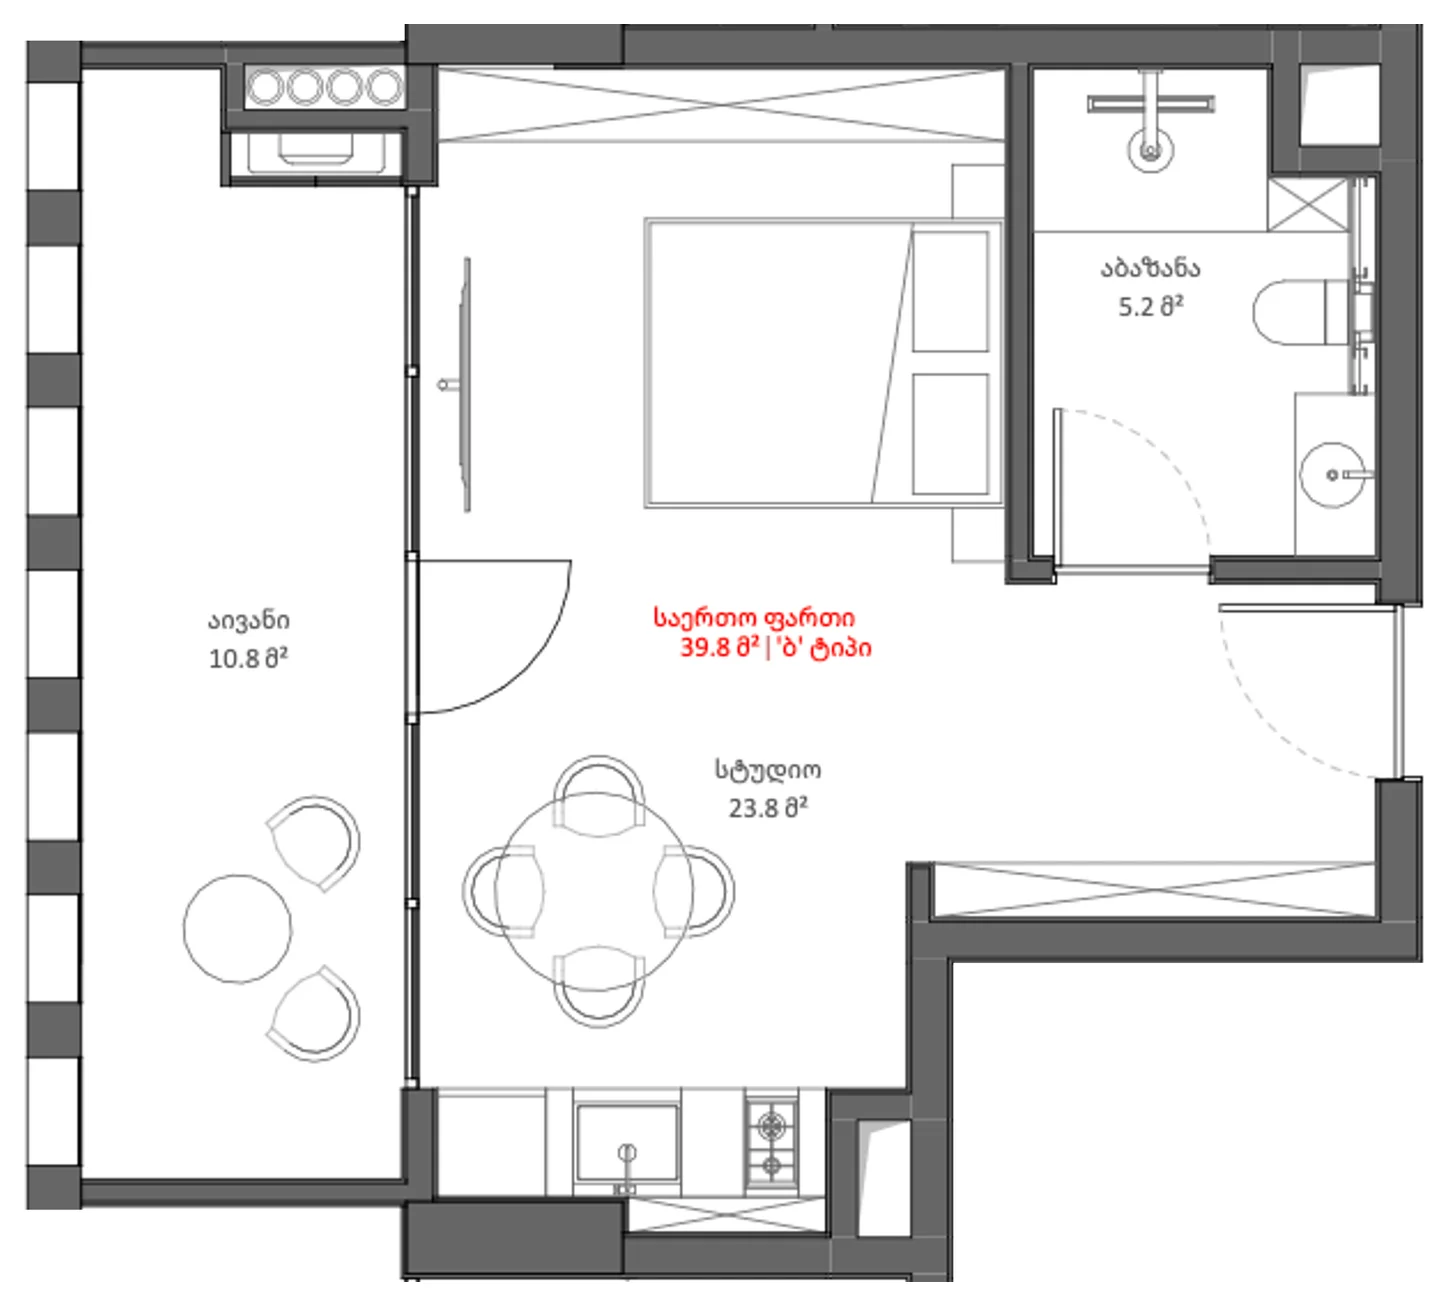 აბაზანა
5.2 მ²
აივანი
10.8 მ²
საერთო ფართი
39.8 მ² | 'ბ' ტიპი
სტუდიო
23.8 მ²